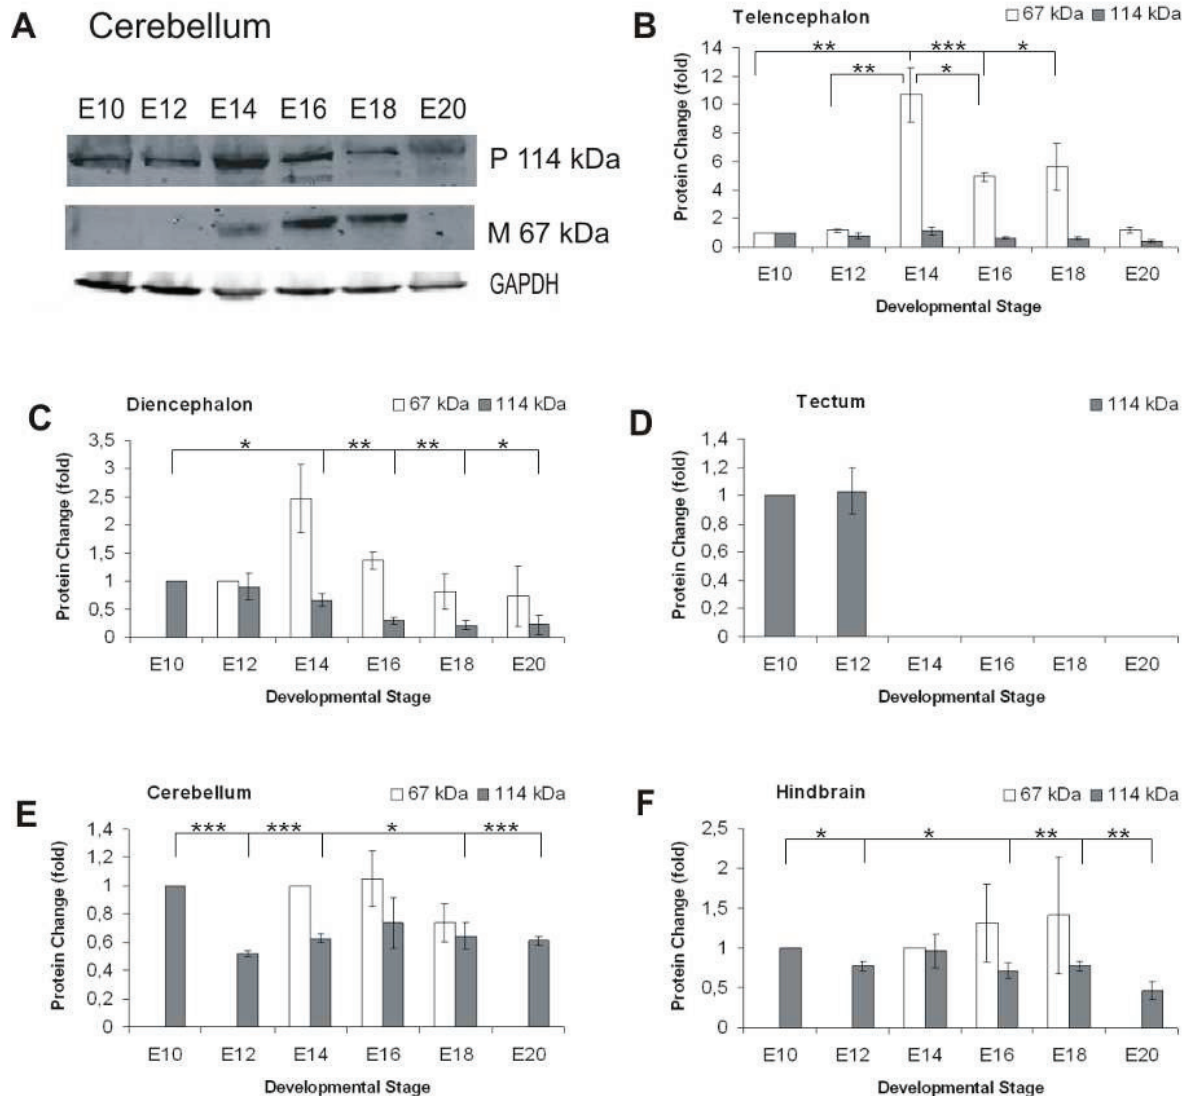 A Cerebellum
E10 E12 E14 E16 E18 E20
P 114 kDa
M 67 kDa
GAPDH
B Telencephalon 67 kDa 114 kDa
** *** *
** *
14
12
10
8
6
4
2
0
Protein Change (fold)
E10 E12 E14 E16 E18 E20
Developmental Stage
C Diencephalon 67 kDa 114 kDa
* ** ** *
3,5
3
2,5
2
1,5
1
0,5
0
Protein Change (fold)
E10 E12 E14 E16 E18 E20
Developmental Stage
D Tectum 114 kDa
1,4
1,2
1
0,8
0,6
0,4
0,2
0
Protein Change (fold)
E10 E12 E14 E16 E18 E20
Developmental Stage
E Cerebellum 67 kDa 114 kDa
*** *** * ***
1,4
1,2
1
0,8
0,6
0,4
0,2
0
Protein Change (fold)
E10 E12 E14 E16 E18 E20
Developmental Stage
F Hindbrain 67 kDa 114 kDa
* * ** **
2,5
2
1,5
1
0,5
0
Protein Change (fold)
E10 E12 E14 E16 E18 E20
Developmental Stage